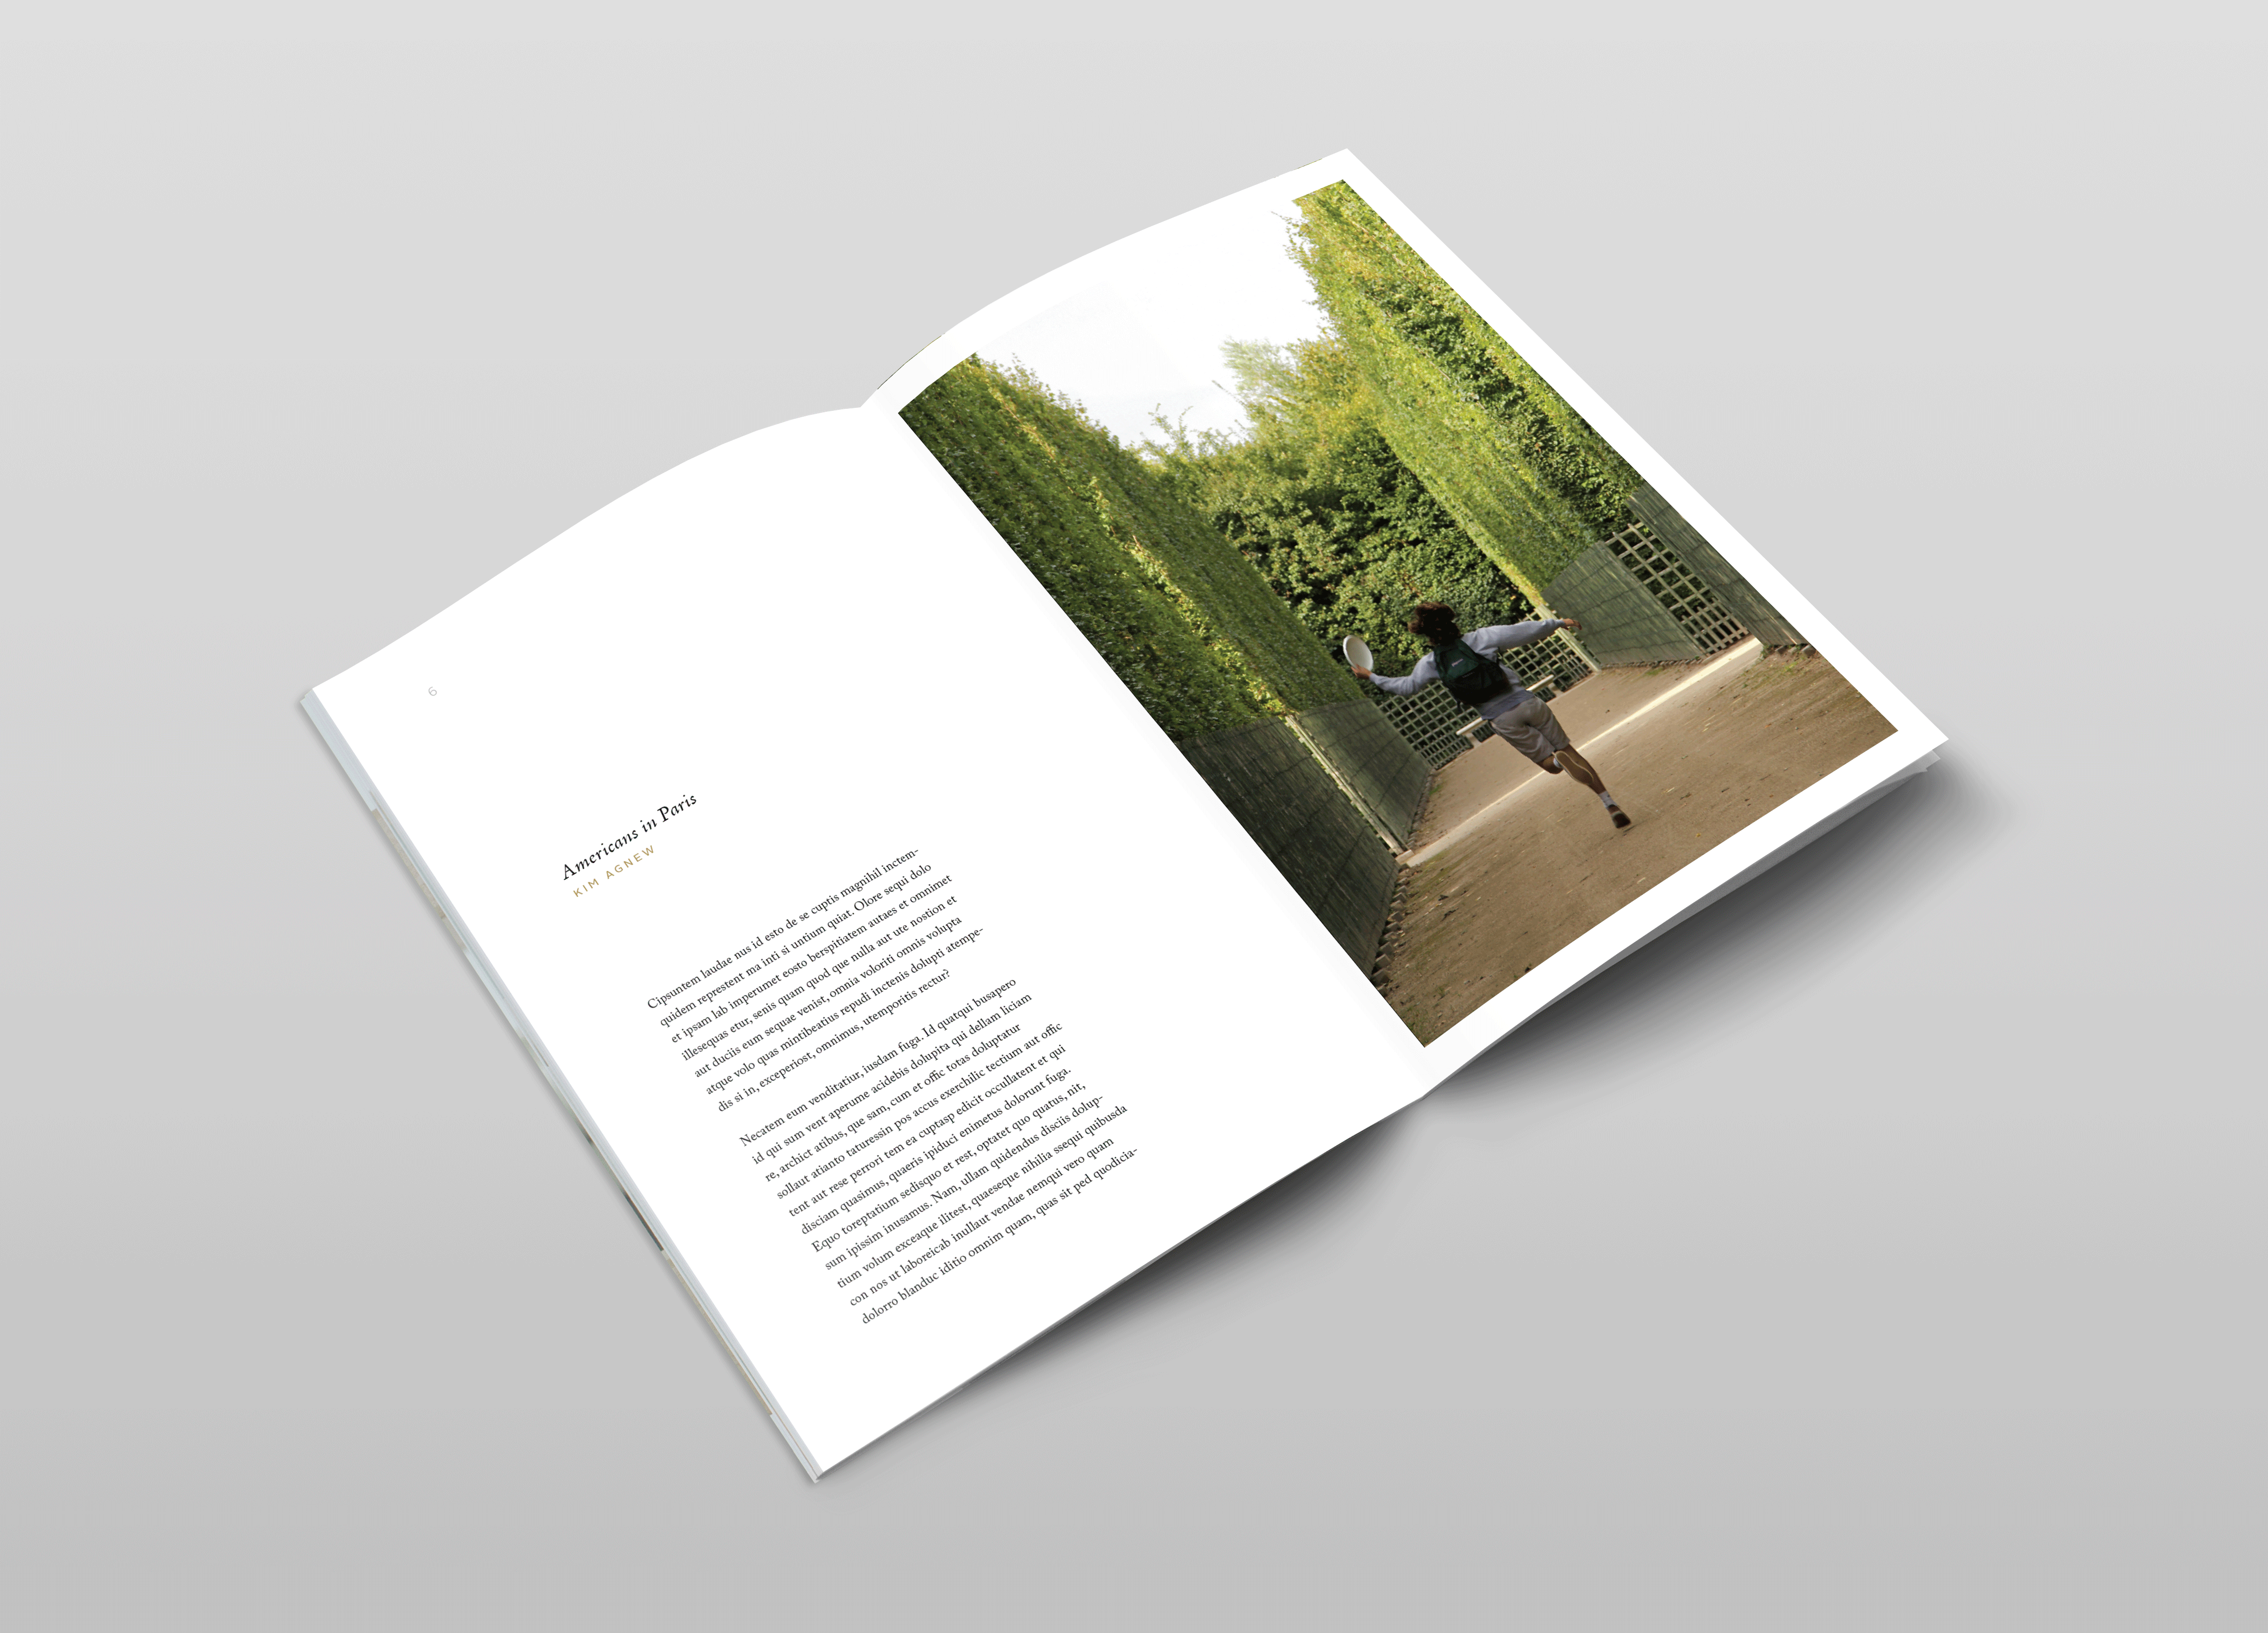 6
Americans in Paris
KIM AGNEW
Cipsuntem laudae nus id esto de se cuptis magnihil inctem-
quidem represtent ma inti si untium quiat. Olore sequi dolo
et ipsam lab imperumet eosto berspitiatem autaes et omnimet
illesequas etur, senis quam quod que nulla aut ute nostion et
aut duciis eum sequae venist, omnia voloriti omnis volupta
atque volo quas mintibeatius repudi inctenis dolupti atempe-
dis si in, exceperiost, omnimus, utemporitis rectur?
Necatem eum venditatiur, iusdam fuga. Id quatqui busapero
id qui sum vent aperume acidebis dolupita qui dellam liciam
re, archict atibus, que sam, cum et offic totas doluptatur
sollaut atianto taturessin pos accus exerchilic tectium aut offic
tent aut rese perrori tem ea cuptasp edicit occullatent et qui
disciam quasimus, quaeris ipiduci enimetus dolorunt fuga.
Equo toreptatium sedisquo et rest, optatet quo quatus, nit,
sum ipissim inusamus. Nam, ullam quidendus disciis dolup-
tium volum exceaque ilitest, quaeseque nihilia ssequi quibusda
con nos ut laboreicab inullaut vendae nemqui vero quam
dolorro blanduc iditio omnim quam, quas sit ped quodicia-